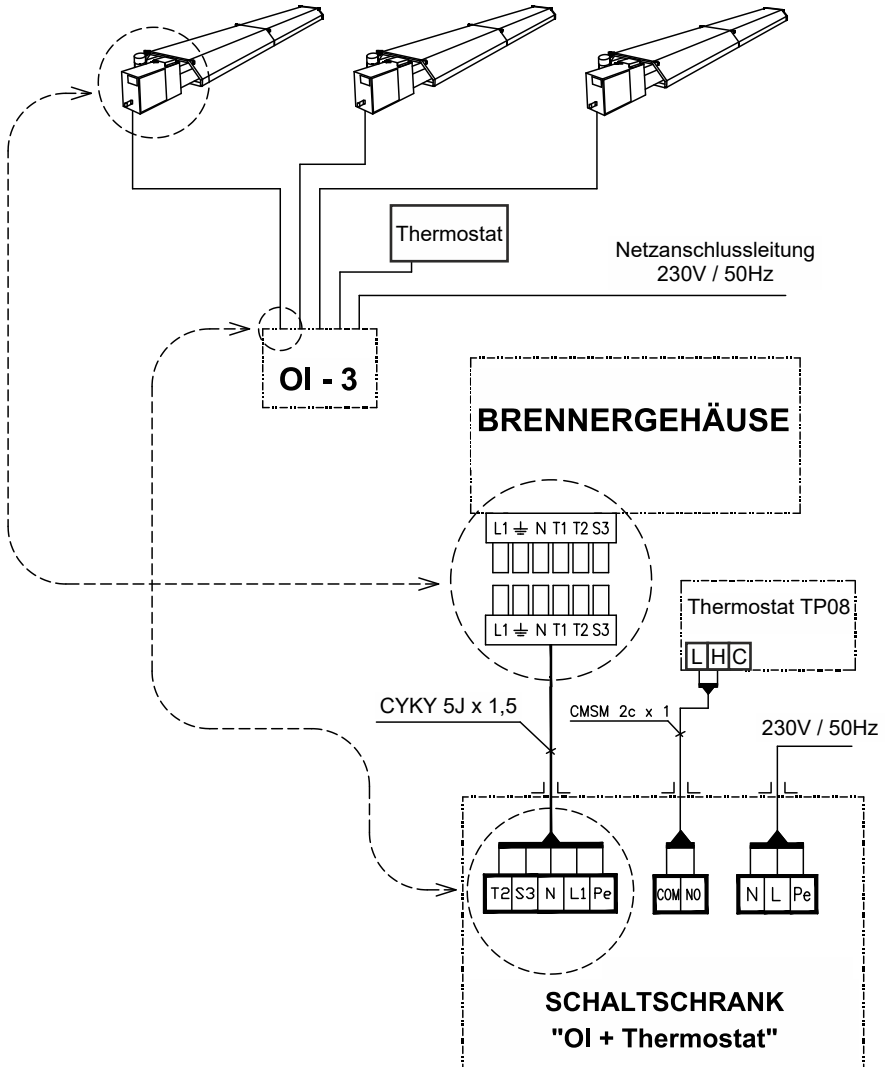 Thermostat
Netzanschlussleitung
230V / 50Hz
OI - 3
BRENNERGEHÄUSE
L1 ⏚ N T1 T2 S3
L1 ⏚ N T1 T2 S3
Thermostat TP08
L H C
CYKY 5J x 1,5
CMSM 2c x 1
230V / 50Hz
T2 S3 N L1 Pe
COM NO
N L Pe
SCHALTSCHRANK
"OI + Thermostat"